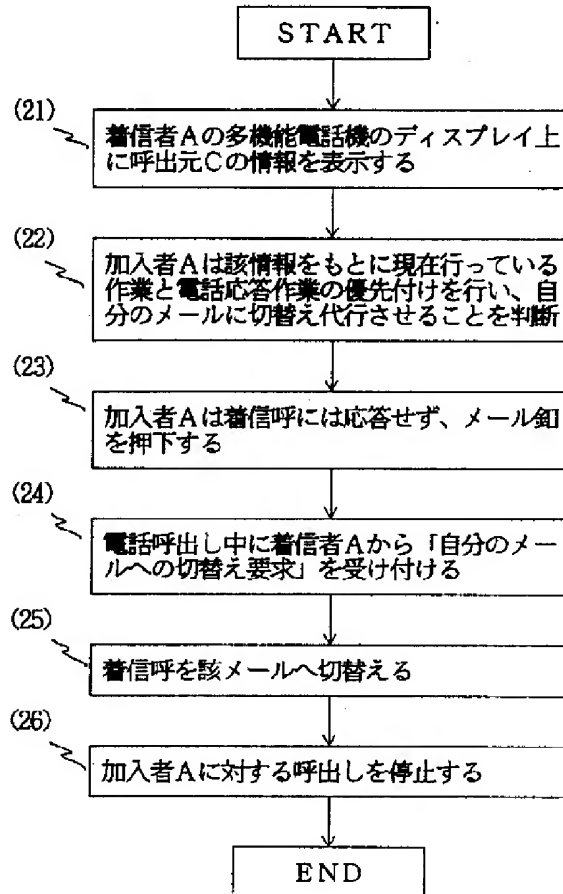 START
(21)
着信者Aの多機能電話機のディスプレイ上
に呼出元Cの情報を表示する
(22)
加入者Aは該情報をもとに現在行っている
作業と電話応答作業の優先付けを行い、自
分のメールに切替え代行させることを判断
(23)
加入者Aは着信呼には応答せず、メール釦
を押下する
(24)
電話呼出し中に着信者Aから「自分のメー
ルへの切替え要求」を受け付ける
(25)
着信呼を該メールへ切替える
(26)
加入者Aに対する呼出しを停止する
END